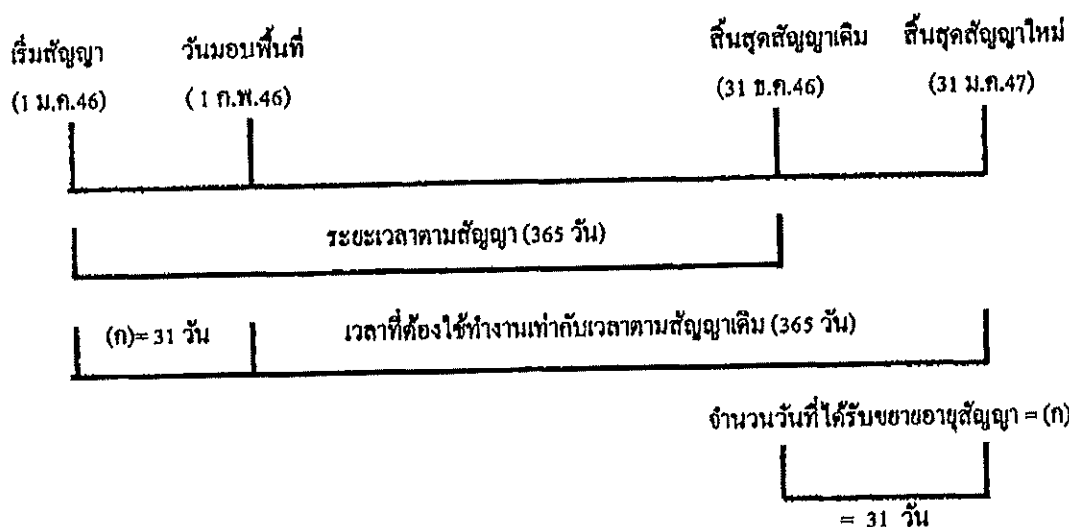 เริ่มสัญญา วันมอบพื้นที่ สิ้นสุดสัญญาเดิม สิ้นสุดสัญญาใหม่
(1 ม.ค.46) (1 ก.พ.46) (31 ธ.ค.46) (31 ม.ค.47)
ระยะเวลาตามสัญญา (365 วัน)
(ก)= 31 วัน เวลาที่ต้องใช้ทำงานเท่ากับเวลาตามสัญญาเดิม (365 วัน)
จำนวนวันที่ได้รับขยายอายุสัญญา = (ก)
= 31 วัน